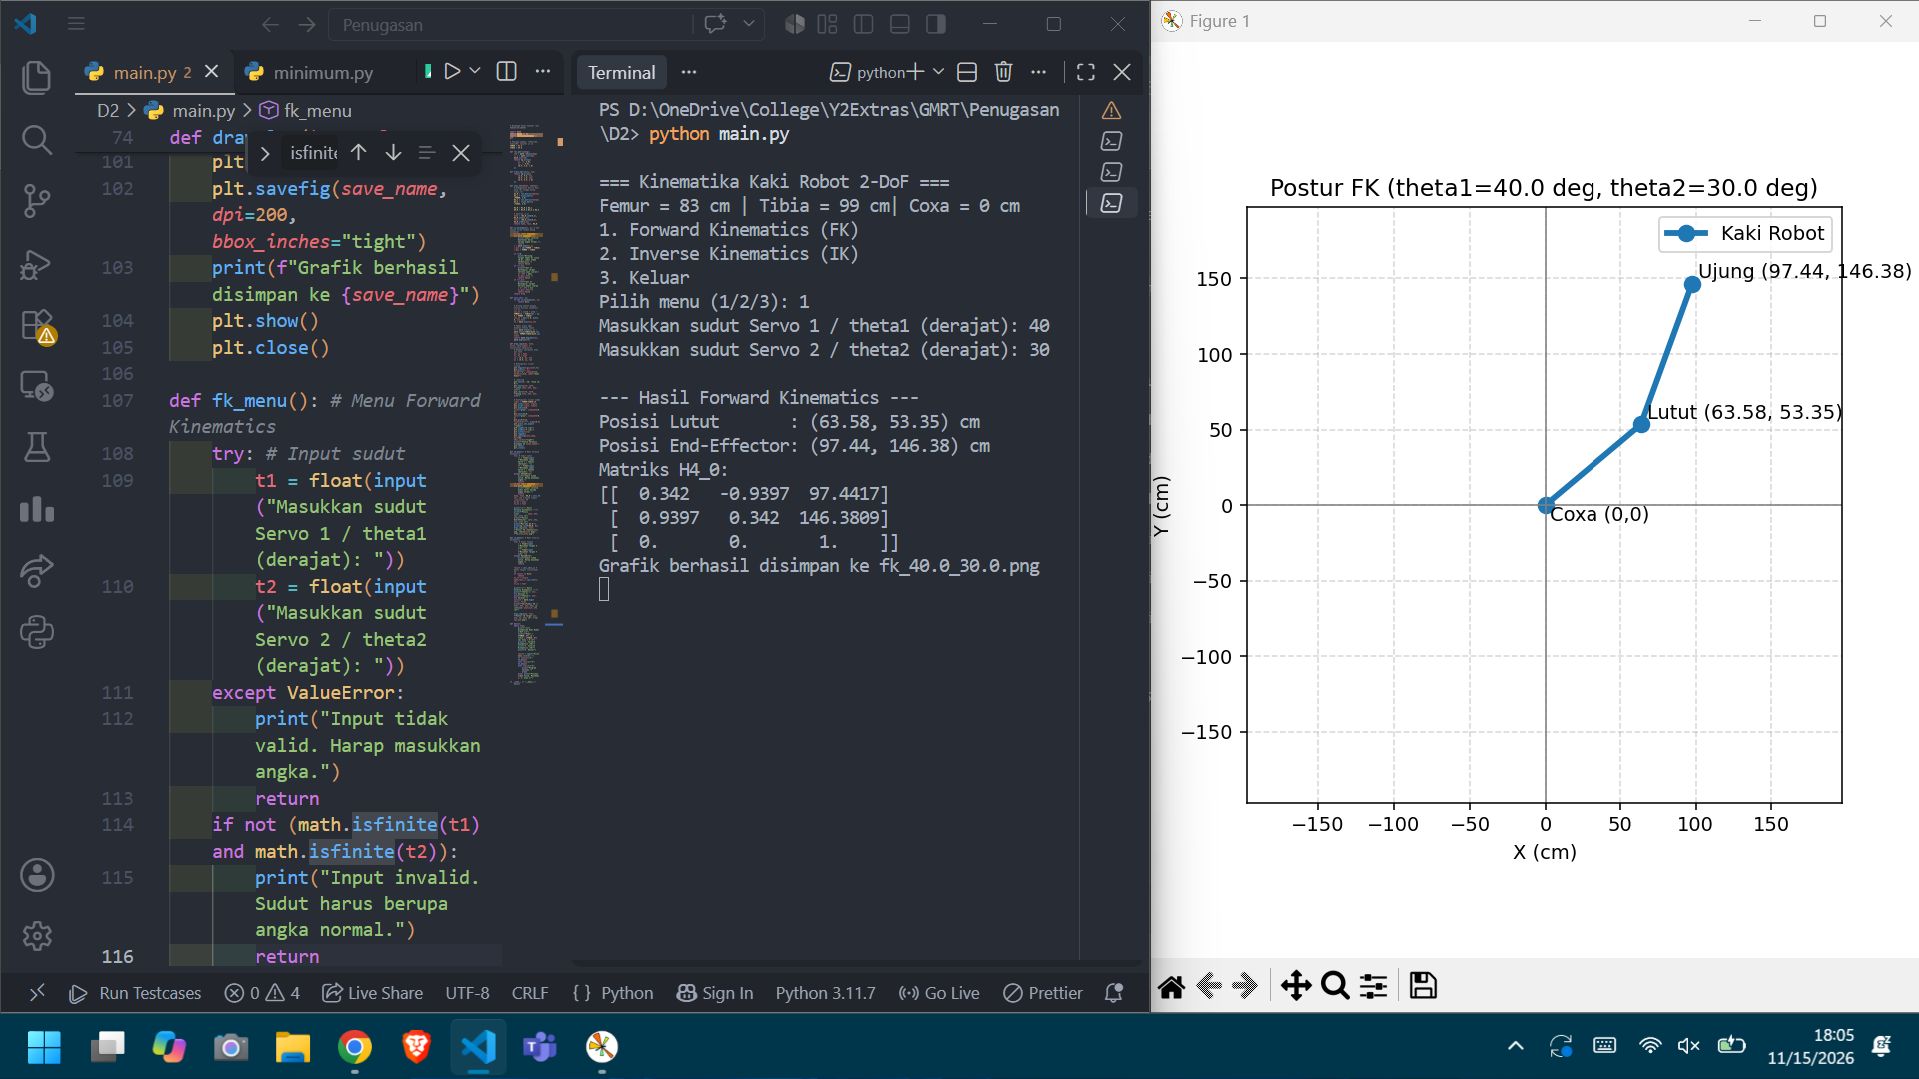 Penugasan
main.py 2
minimum.py
D2 > main.py > fk_menu
74 def dra
isfinite
101 plt
102 plt.savefig(save_name,
dpi=200,
bbox_inches="tight")
103 print(f"Grafik berhasil
disimpan ke {save_name}")
104 plt.show()
105 plt.close()
106
107 def fk_menu(): # Menu Forward
Kinematics
108 try: # Input sudut
109 t1 = float(input
("Masukkan sudut
Servo 1 / theta1
(derajat): "))
110 t2 = float(input
("Masukkan sudut
Servo 2 / theta2
(derajat): "))
111 except ValueError:
112 print("Input tidak
valid. Harap masukkan
angka.")
113 return
114 if not (math.isfinite(t1)
and math.isfinite(t2)):
115 print("Input invalid.
Sudut harus berupa
angka normal.")
116 return
Terminal
python
PS D:\OneDrive\College\Y2Extras\GMRT\Penugasan
\D2> python main.py
=== Kinematika Kaki Robot 2-DoF ===
Femur = 83 cm | Tibia = 99 cm| Coxa = 0 cm
1. Forward Kinematics (FK)
2. Inverse Kinematics (IK)
3. Keluar
Pilih menu (1/2/3): 1
Masukkan sudut Servo 1 / theta1 (derajat): 40
Masukkan sudut Servo 2 / theta2 (derajat): 30
--- Hasil Forward Kinematics ---
Posisi Lutut      : (63.58, 53.35) cm
Posisi End-Effector: (97.44, 146.38) cm
Matriks H4_0:
[[  0.342   -0.9397  97.4417]
[  0.9397   0.342  146.3809]
[  0.      0.      1.    ]]
Grafik berhasil disimpan ke fk_40.0_30.0.png
Run Testcases
0 4
Live Share
UTF-8
CRLF
{ } Python
Sign In
Python 3.11.7
Go Live
Prettier
Figure 1
Postur FK (theta1=40.0 deg, theta2=30.0 deg)
Kaki Robot
Ujung (97.44, 146.38)
Lutut (63.58, 53.35)
Coxa (0,0)
150
100
50
0
−50
−100
−150
Y (cm)
−150 −100 −50 0 50 100 150
X (cm)
18:05
11/15/2026